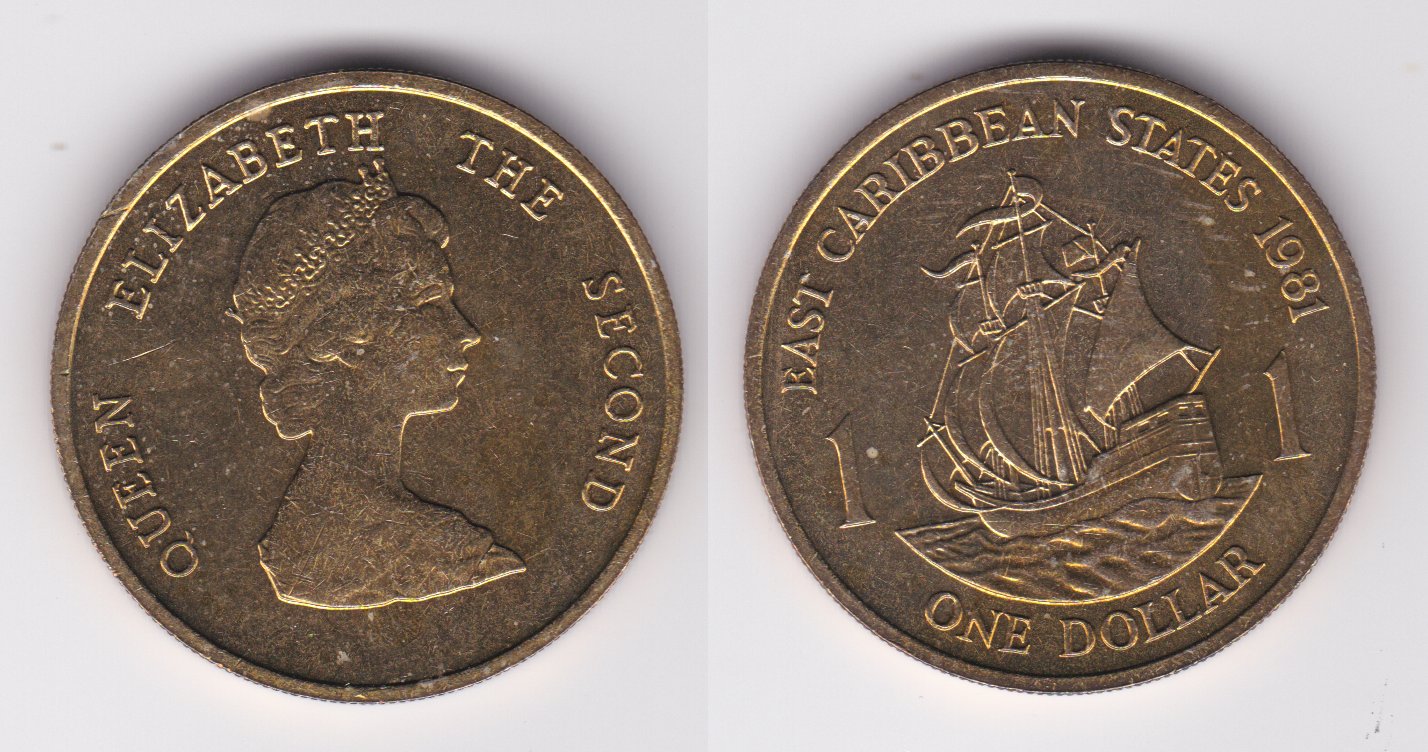 QUEEN ELIZABETH THE SECOND
EAST CARIBBEAN STATES 1981
1 1
ONE DOLLAR